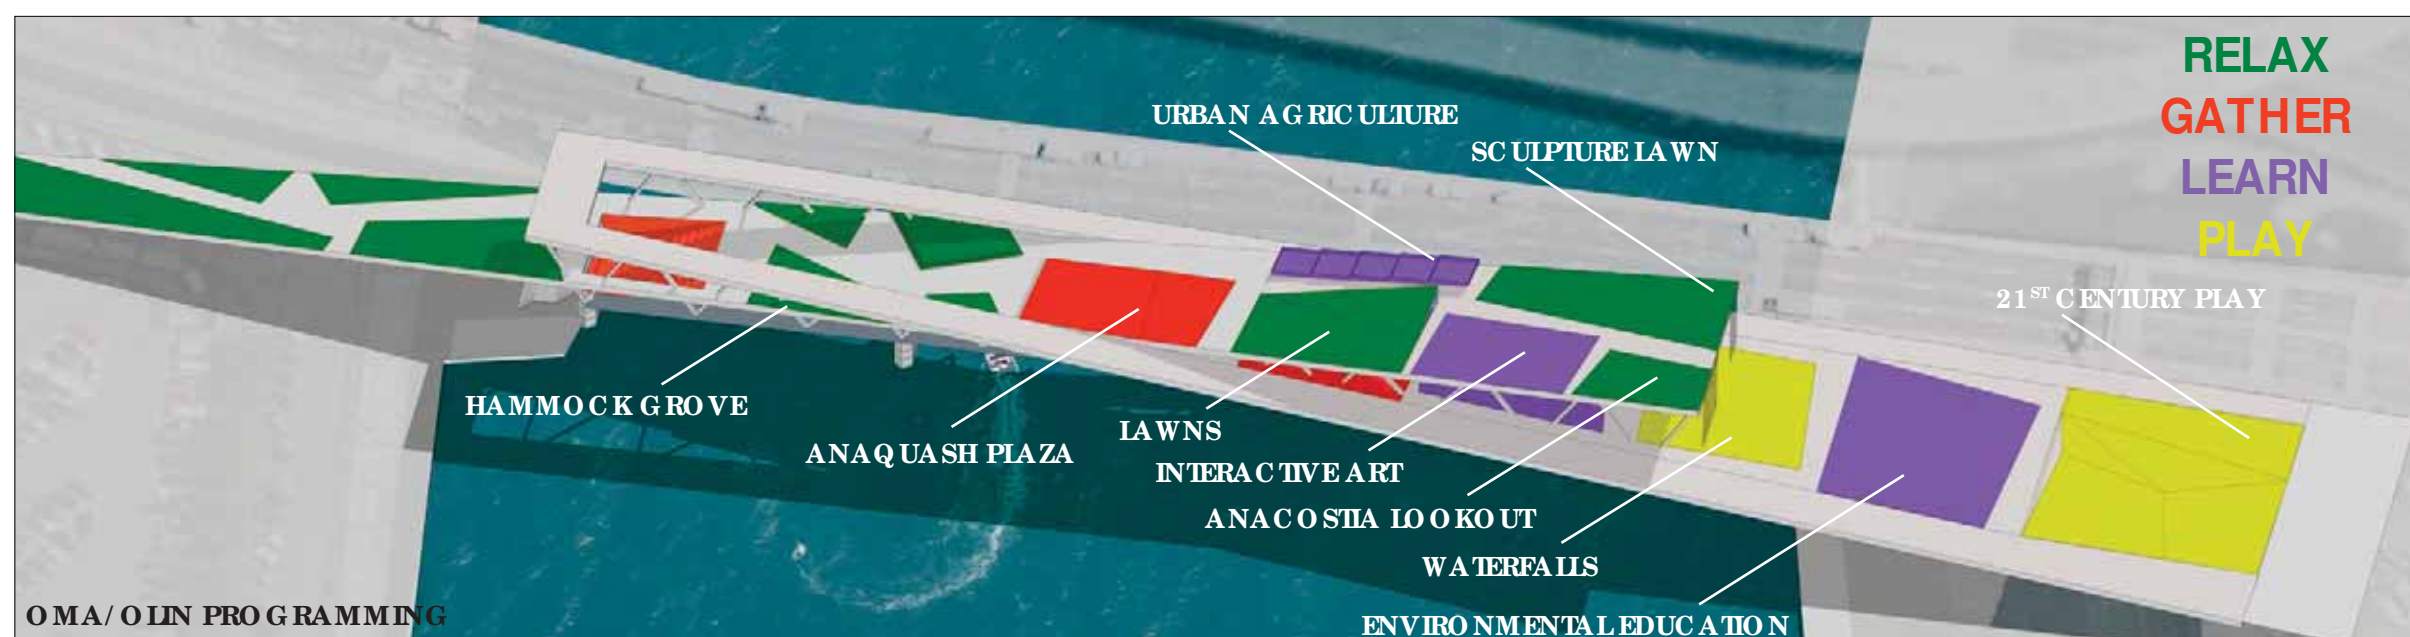 RELAX
GATHER
LEARN
PLAY
URBAN AGRICULTURE
SCULPTURE LAWN
21ST CENTURY PLAY
HAMMOCK GROVE
ANAQUASH PLAZA
LAWNS
INTERACTIVE ART
ANACOSTIA LOOKOUT
WATERFALLS
ENVIRONMENTAL EDUCATION
OMA/OLIN PROGRAMMING